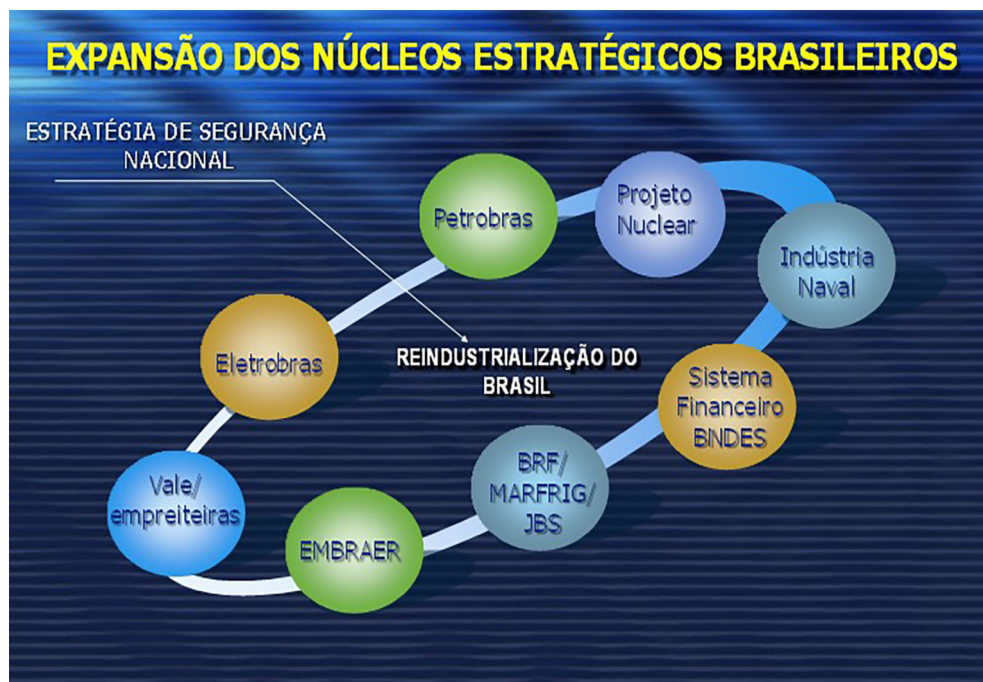 EXPANSÃO DOS NÚCLEOS ESTRATÉGICOS BRASILEIROS
ESTRATÉGIA DE SEGURANÇA
NACIONAL
Petrobras
Projeto
Nuclear
Indústria
Naval
Eletrobras
REINDUSTRIALIZAÇÃO DO
BRASIL
Sistema
Financeiro
BNDES
BRF/
MARFRIG/
JBS
Vale/
empreiteiras
EMBRAER